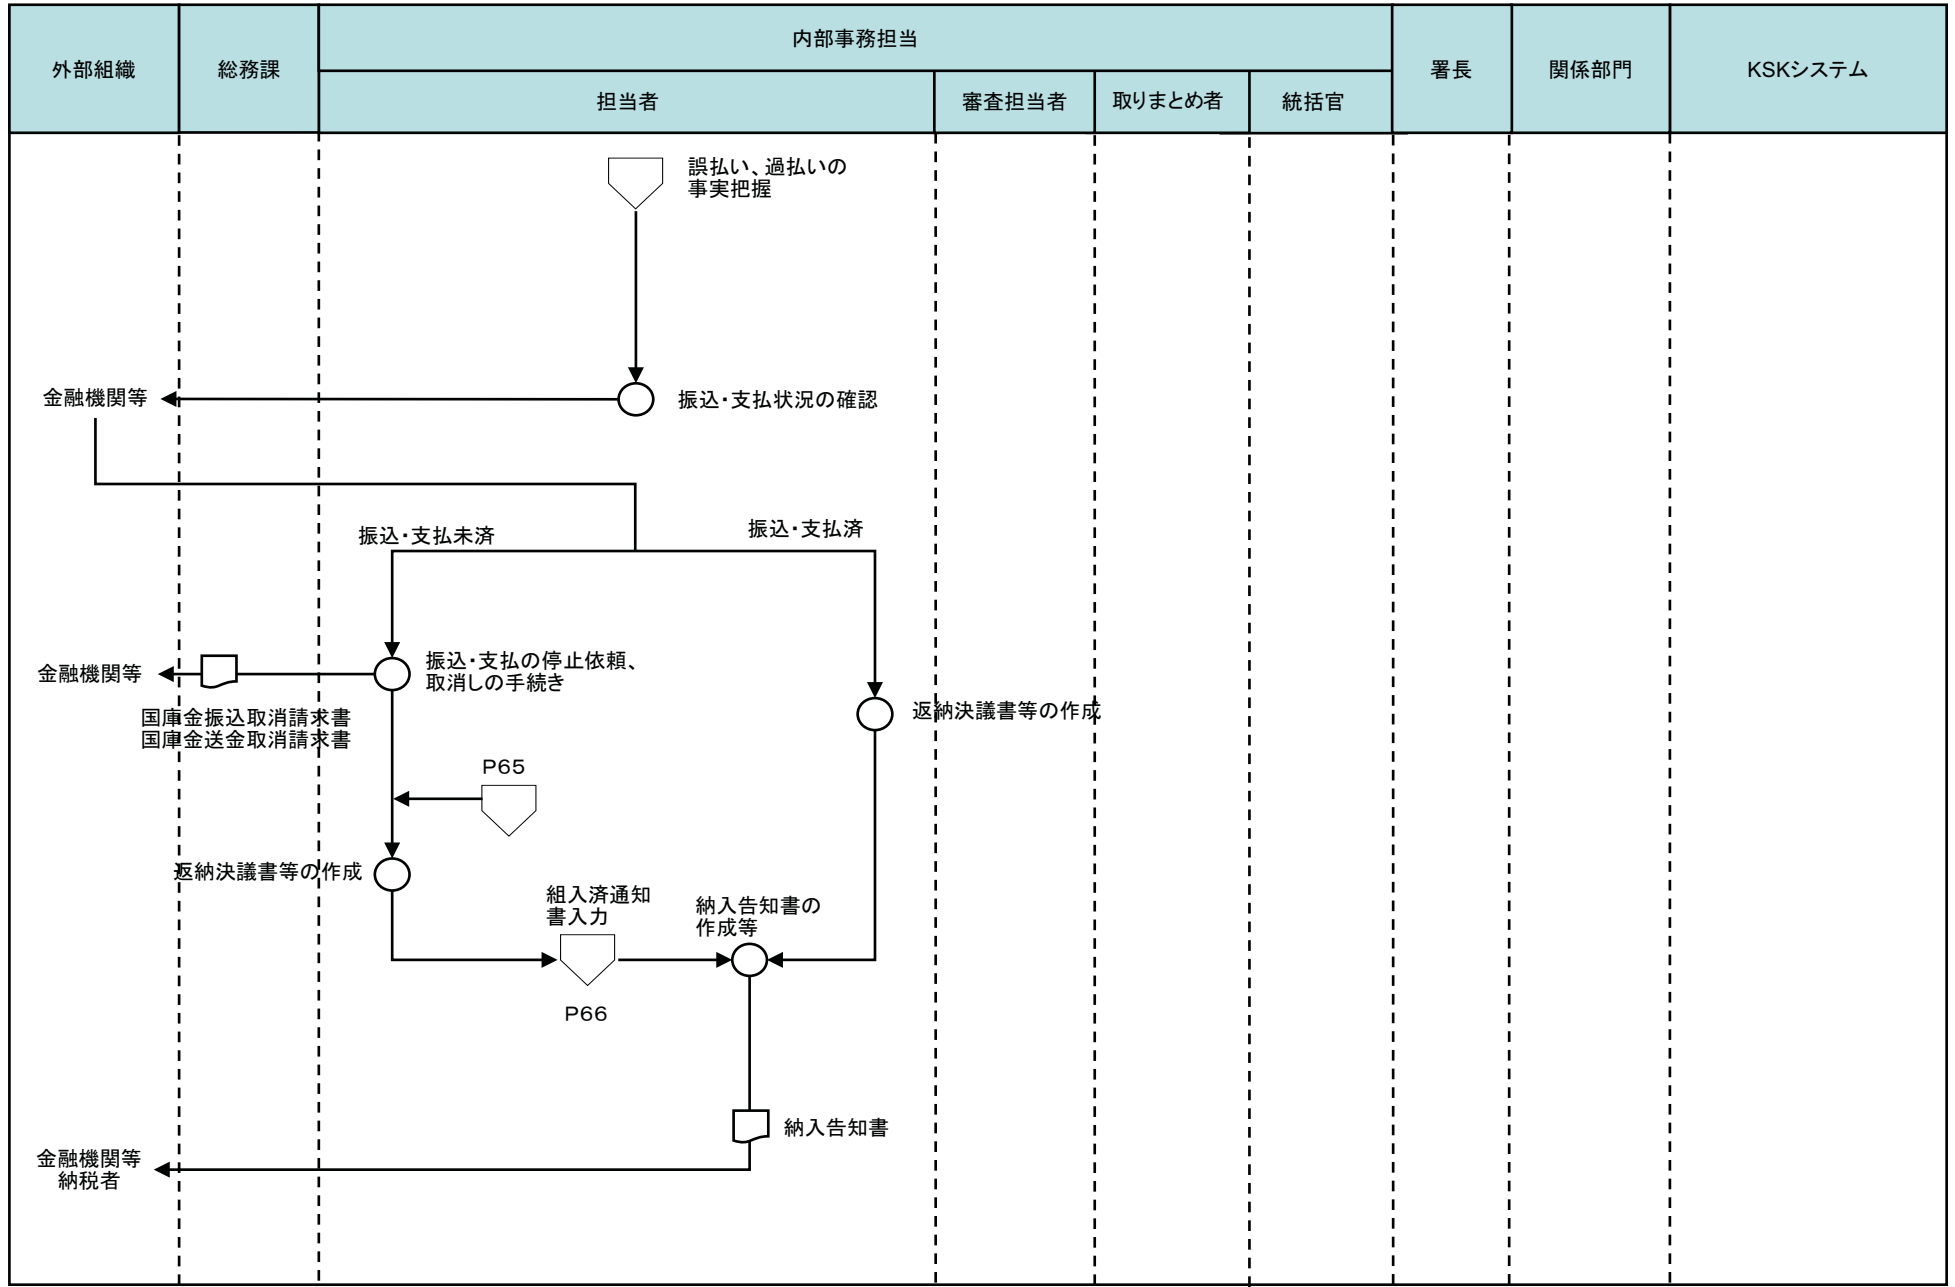 外部組織
総務課
内部事務担当
担当者
審査担当者
取りまとめ者
統括官
署長
関係部門
KSKシステム
誤払い、過払いの
事実把握
金融機関等
振込・支払状況の確認
振込・支払未済
振込・支払済
金融機関等
振込・支払の停止依頼、
取消しの手続き
国庫金振込取消請求書
国庫金送金取消請求書
返納決議書等の作成
P65
返納決議書等の作成
組入済通知
書入力
P66
納入告知書の
作成等
納入告知書
金融機関等
納税者